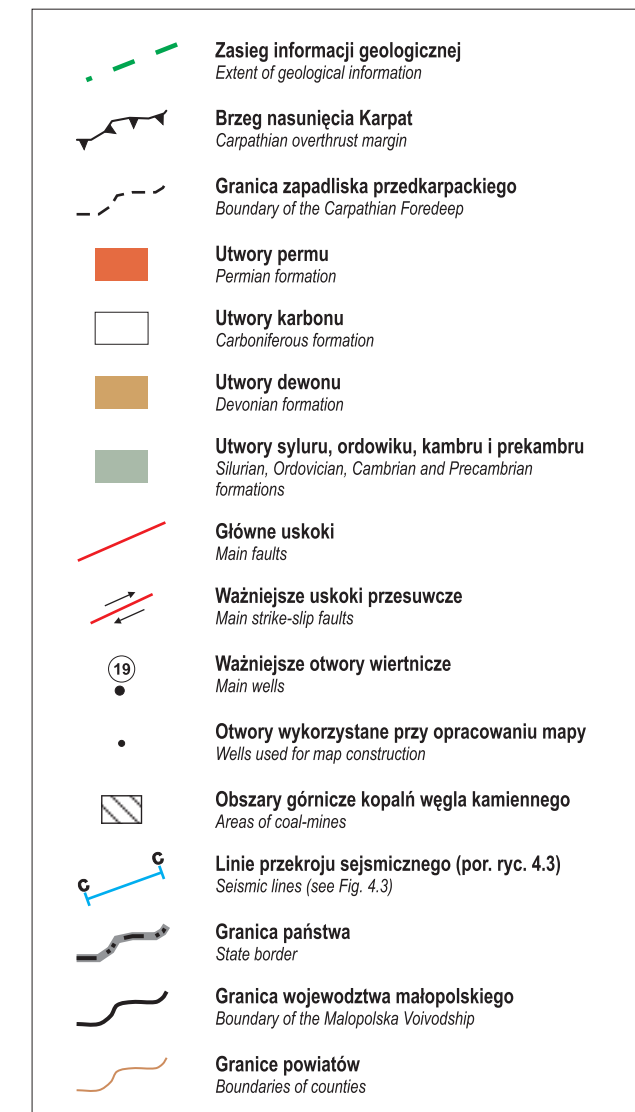 Zasieg informacji geologicznej
Extent of geological information
Brzeg nasunięcia Karpat
Carpathian overthrust margin
Granica zapadliska przedkarpackiego
Boundary of the Carpathian Foredeep
Utwory permu
Permian formation
Utwory karbonu
Carboniferous formation
Utwory dewonu
Devonian formation
Utwory syluru, ordowiku, kambru i prekambru
Silurian, Ordovician, Cambrian and Precambrian
formations
Główne uskoki
Main faults
Ważniejsze uskoki przesuwcze
Main strike-slip faults
19
Ważniejsze otwory wiertnicze
Main wells
Otwory wykorzystane przy opracowaniu mapy
Wells used for map construction
Obszary górnicze kopalń węgla kamiennego
Areas of coal-mines
C C
Linie przekroju sejsmicznego (por. ryc. 4.3)
Seismic lines (see Fig. 4.3)
Granica państwa
State border
Granica wojewodztwa małopolskiego
Boundary of the Malopolska Voivodship
Granice powiatów
Boundaries of counties